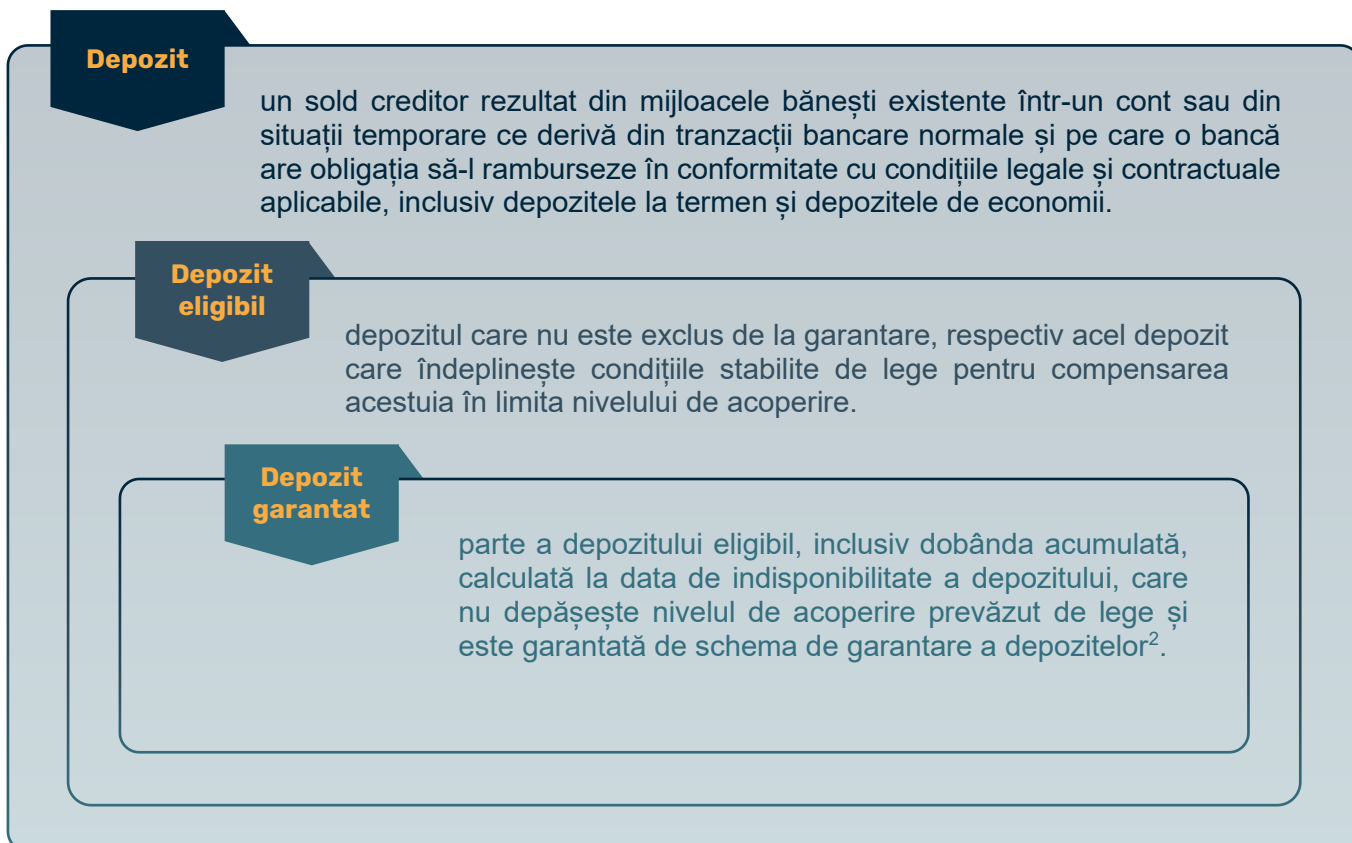 Depozit
un sold creditor rezultat din mijloacele bănești existente într-un cont sau din
situații temporare ce derivă din tranzacții bancare normale și pe care o bancă
are obligația să-l ramburseze în conformitate cu condițiile legale și contractuale
aplicabile, inclusiv depozitele la termen și depozitele de economii.
Depozit
eligibil
depozitul care nu este exclus de la garantare, respectiv acel depozit
care îndeplinește condițiile stabilite de lege pentru compensarea
acestuia în limita nivelului de acoperire.
Depozit
garantat
parte a depozitului eligibil, inclusiv dobânda acumulată,
calculată la data de indisponibilitate a depozitului, care
nu depășește nivelul de acoperire prevăzut de lege și
este garantată de schema de garantare a depozitelor².